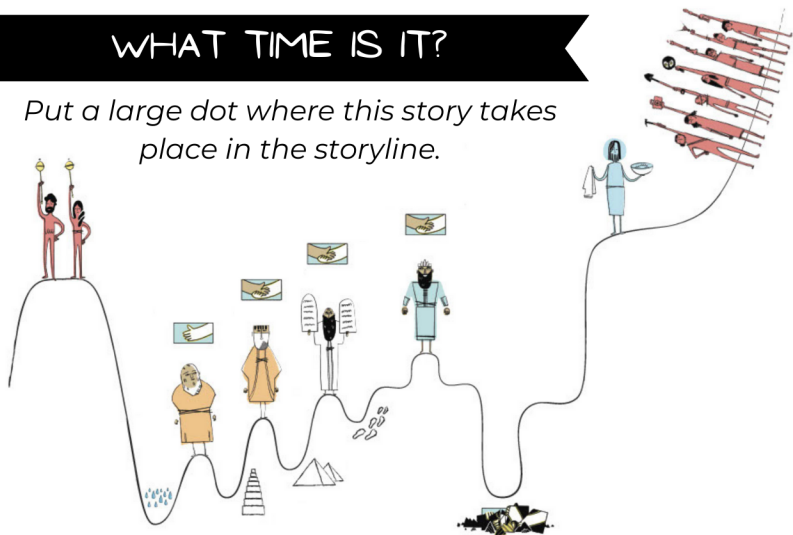 WHAT TIME IS IT?
Put a large dot where this story takes
place in the storyline.